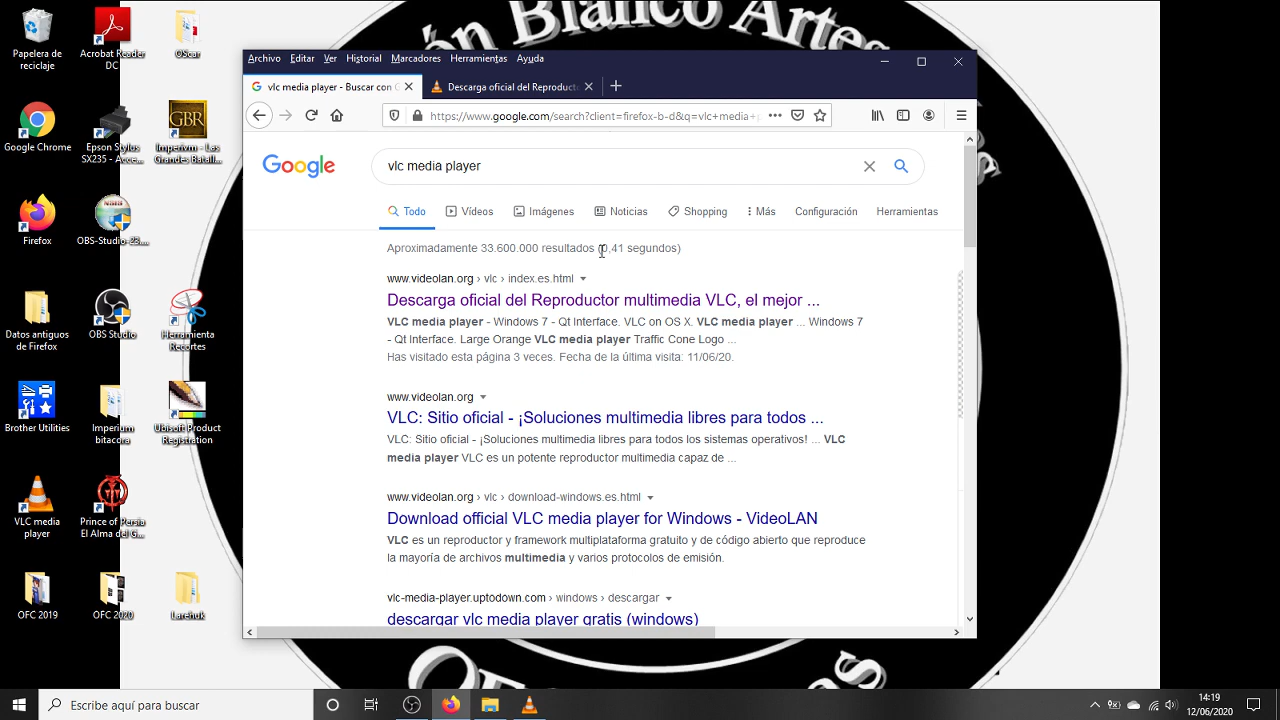 ón Blanco Artes
Papelera de
reciclaje
Acrobat Reader
DC
OScar
Google Chrome
Epson Stylus
SX235 - Acce...
GBR
Imperivm - Las
Grandes Batall...
Firefox
OBS-Studio-23....
Datos antiguos
de Firefox
OBS Studio
Herramienta
Recortes
Brother Utilities
Imperium
bitacora
Ubisoft Product
Registration
VLC media
player
Prince of Persia
El Alma del G...
OFC 2019
OFC 2020
Larehuk
Archivo Editar Ver Historial Marcadores Herramientas Ayuda
vlc media player - Buscar con G
Descarga oficial del Reproducto
https://www.google.com/search?client=firefox-b-d&q=vlc+media+p
Google
vlc media player
Todo Vídeos Imágenes Noticias Shopping Más Configuración Herramientas
Aproximadamente 33.600.000 resultados (0,41 segundos)
www.videolan.org › vlc › index.es.html
Descarga oficial del Reproductor multimedia VLC, el mejor ...
VLC media player - Windows 7 - Qt Interface. VLC on OS X. VLC media player ... Windows 7
- Qt Interface. Large Orange VLC media player Traffic Cone Logo ...
Has visitado esta página 3 veces. Fecha de la última visita: 11/06/20.
www.videolan.org
VLC: Sitio oficial - ¡Soluciones multimedia libres para todos ...
VLC: Sitio oficial - ¡Soluciones multimedia libres para todos los sistemas operativos! ... VLC
media player VLC es un potente reproductor multimedia capaz de ...
www.videolan.org › vlc › download-windows.es.html
Download official VLC media player for Windows - VideoLAN
VLC es un reproductor y framework multiplataforma gratuito y de código abierto que reproduce
la mayoría de archivos multimedia y varios protocolos de emisión.
vlc-media-player.uptodown.com › windows › descargar
descargar vlc media player gratis (windows)
Escribe aquí para buscar
14:19
12/06/2020